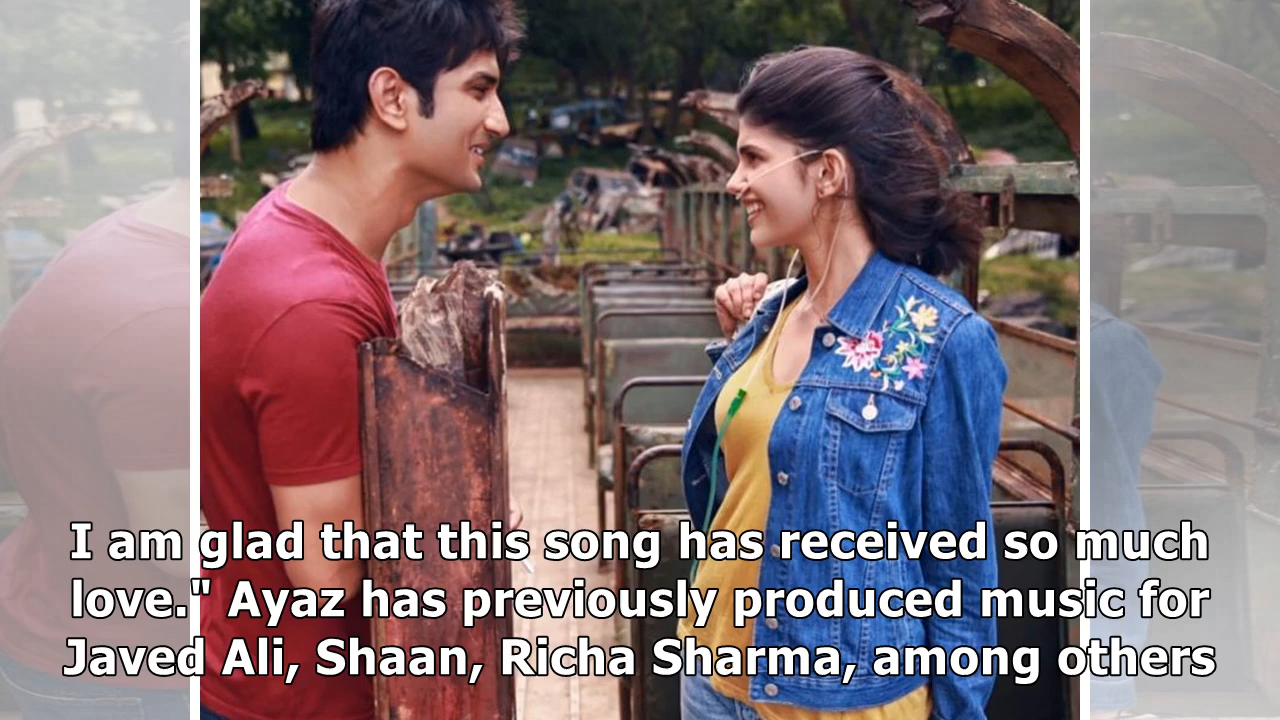 I am glad that this song has received so much
love." Ayaz has previously produced music for
Javed Ali, Shaan, Richa Sharma, among others